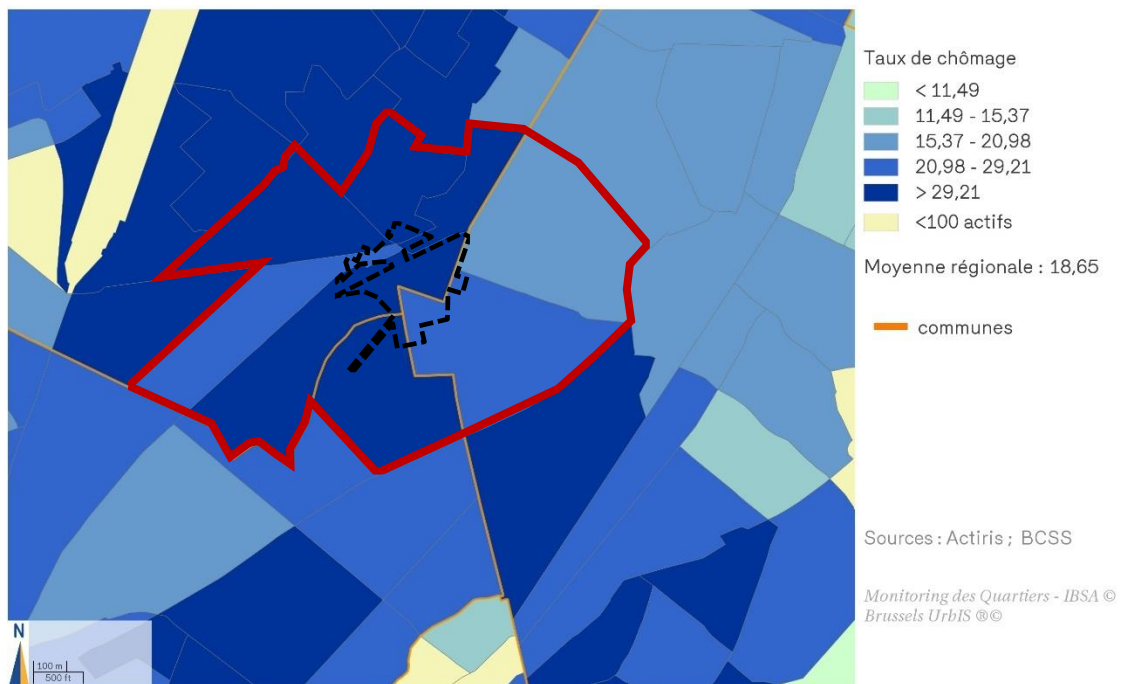 Taux de chômage
< 11,49
11,49 - 15,37
15,37 - 20,98
20,98 - 29,21
> 29,21
<100 actifs
Moyenne régionale : 18,65
communes
Sources : Actiris ; BCSS
Monitoring des Quartiers - IBSA ©
Brussels UrbIS ®©
N
100 m
500 ft